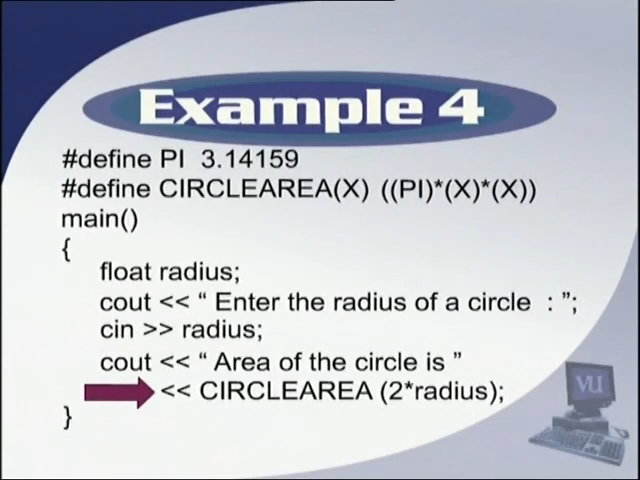 Example 4
#define PI 3.14159
#define CIRCLEAREA(X) ((PI)*(X)*(X))
main()
{
float radius;
cout << “ Enter the radius of a circle : ”;
cin >> radius;
cout << “ Area of the circle is ”
<< CIRCLEAREA (2*radius);
}
VU